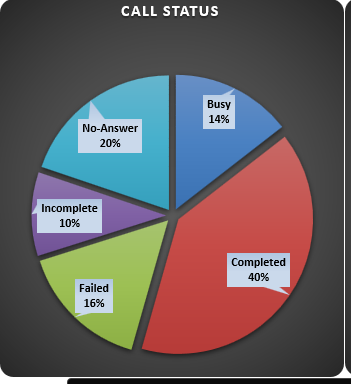 CALL STATUS
Busy
14%
No-Answer
20%
Incomplete
10%
Completed
40%
Failed
16%